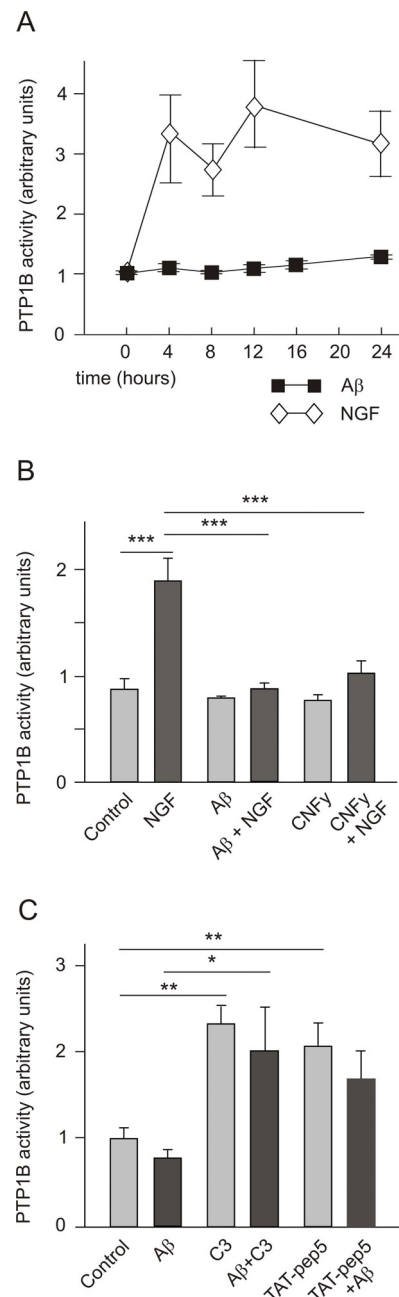 A
PTP1B activity (arbitrary units)
4
3
2
1
0
0 4 8 12 16 20 24
time (hours)
Aβ
NGF
B
***
***
***
PTP1B activity (arbitrary units)
2
1
0
Control
NGF
Aβ
Aβ + NGF
CNFy
CNFy
+ NGF
C
**
*
**
PTP1B activity (arbitrary units)
3
2
1
0
Control
Aβ
C3
Aβ+C3
TAT-pep5
TAT-pep5
+Aβ